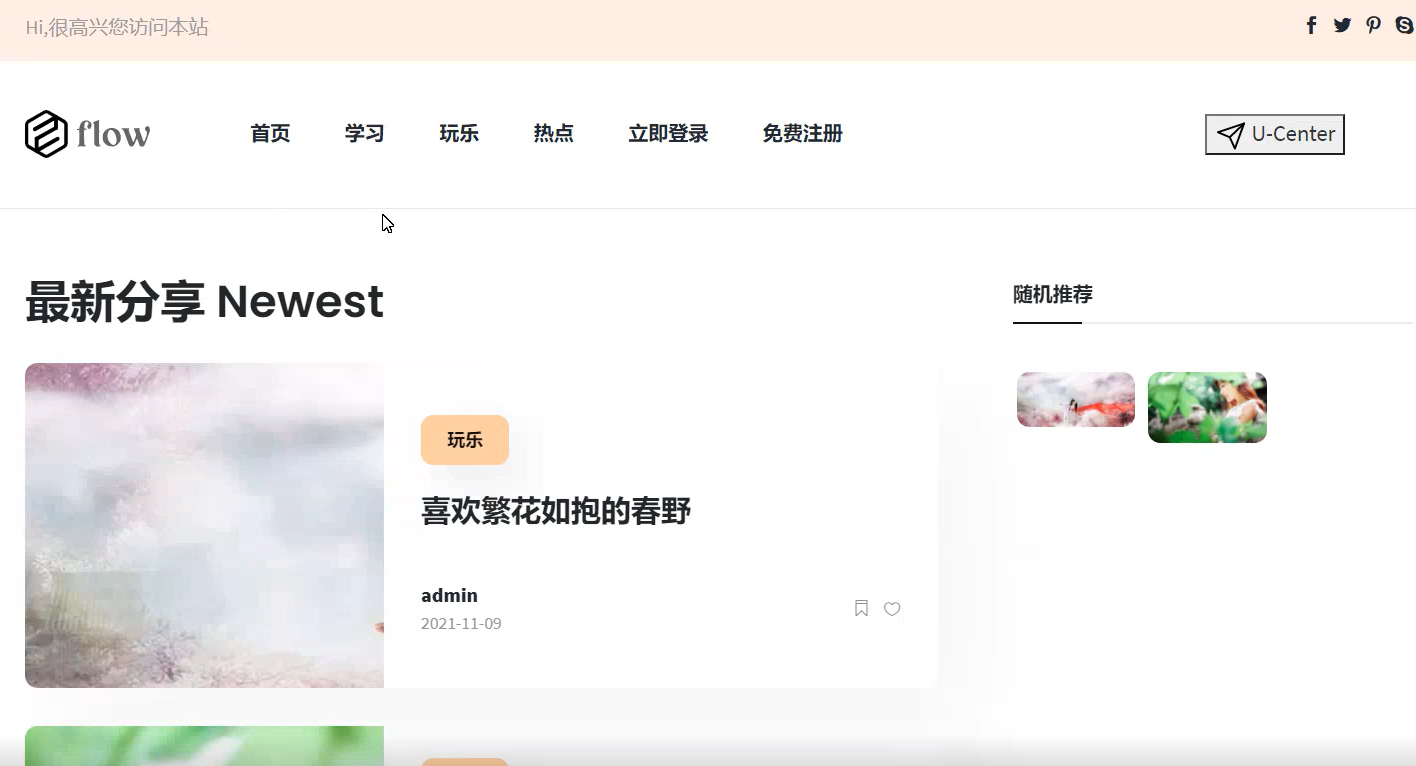 Hi,很高兴您访问本站
flow
首页 学习 玩乐 热点 立即登录 免费注册
U-Center
最新分享 Newest
随机推荐
玩乐
喜欢繁花如抱的春野
admin
2021-11-09